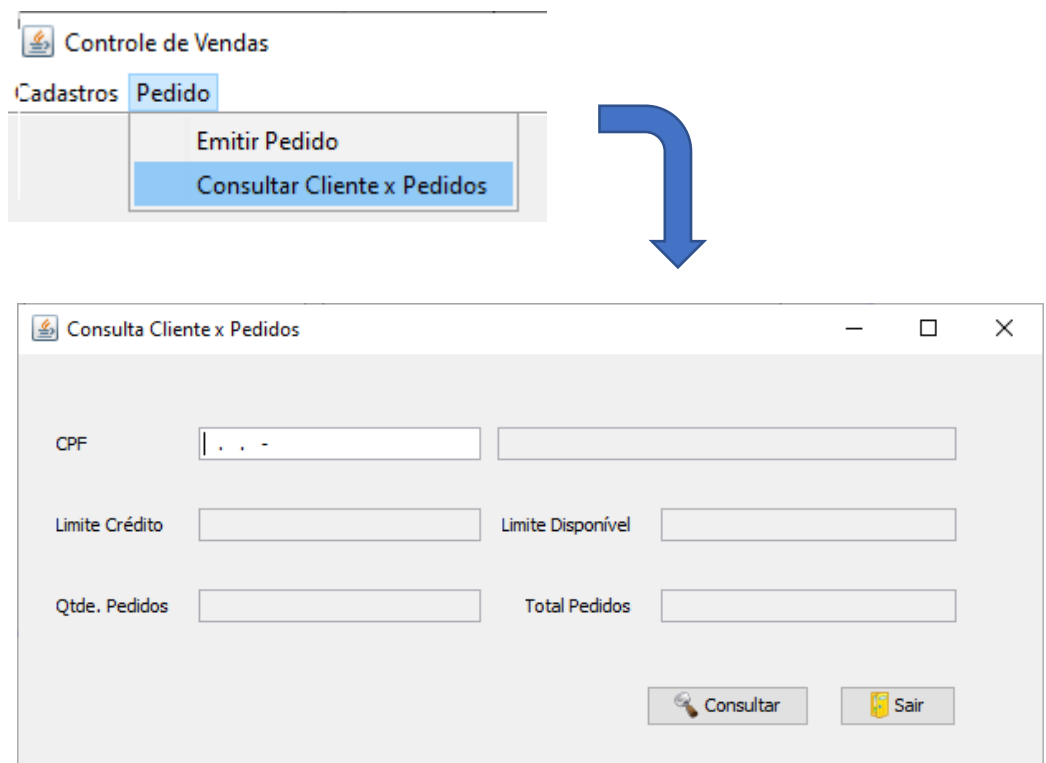 Controle de Vendas
Cadastros Pedido
Emitir Pedido
Consultar Cliente x Pedidos
Consulta Cliente x Pedidos
CPF . . -
Limite Crédito Limite Disponível
Qtde. Pedidos Total Pedidos
Consultar Sair